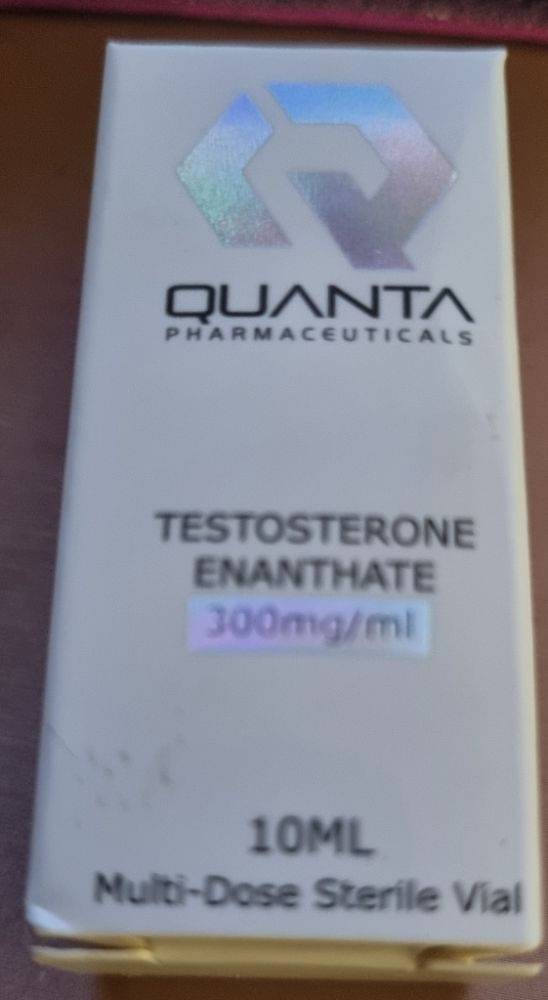 QUANTA
PHARMACEUTICALS
TESTOSTERONE
ENANTHATE
300mg/ml
10ML
Multi-Dose Sterile Vial